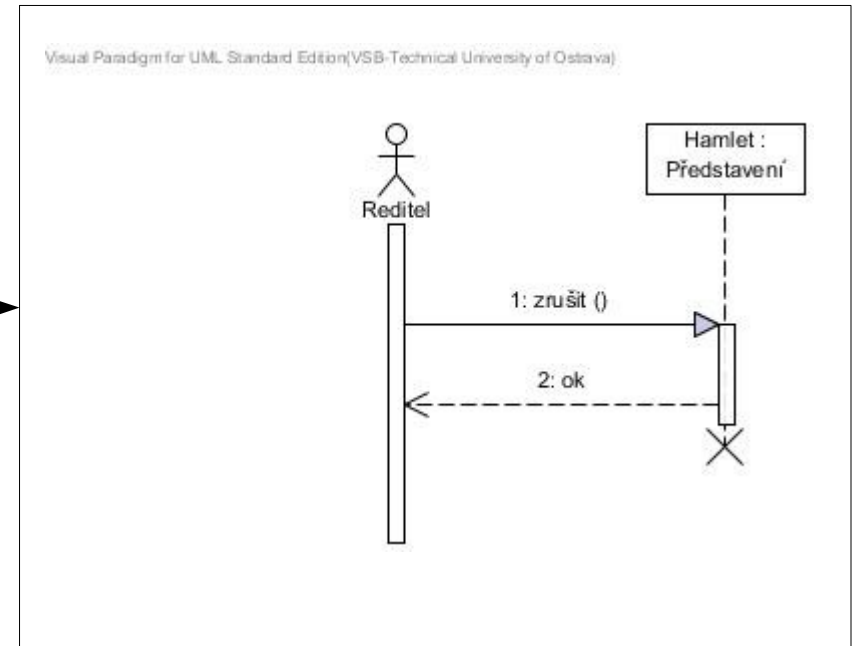 Visual Paradigm for UML Standard Edition(VSB-Technical University of Ostrava)
Hamlet :
Představení
Reditel
1: zrušit ()
2: ok